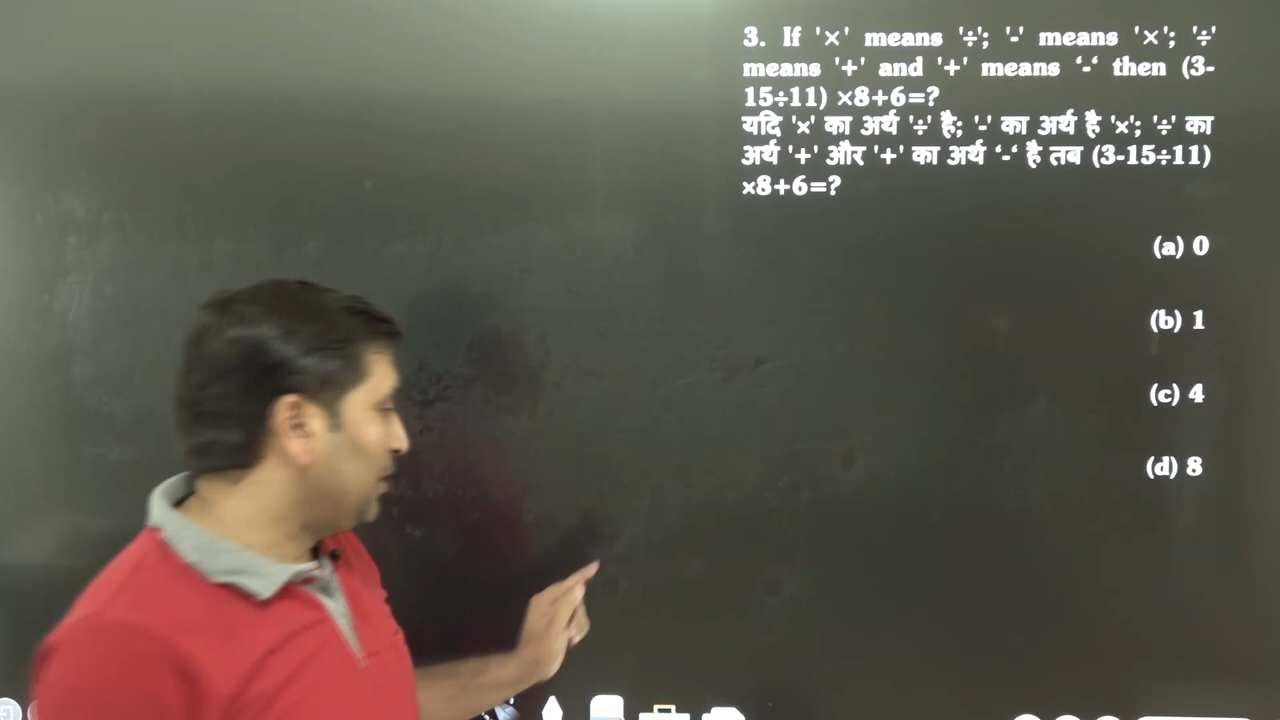 3. If '×' means '÷'; '-' means '×'; '÷'
means '+' and '+' means ‘-‘ then (3-
15÷11) ×8+6=?
यदि '×' का अर्थ '÷' है; '-' का अर्थ है '×'; '÷' का
अर्थ '+' और '+' का अर्थ ‘-‘ है तब (3-15÷11)
×8+6=?
(a) 0
(b) 1
(c) 4
(d) 8